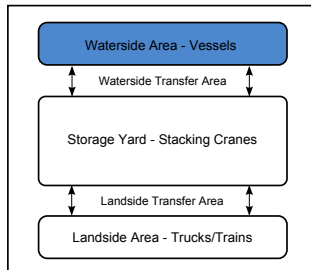 Waterside Area - Vessels
Waterside Transfer Area
Storage Yard - Stacking Cranes
Landside Transfer Area
Landside Area - Trucks/Trains